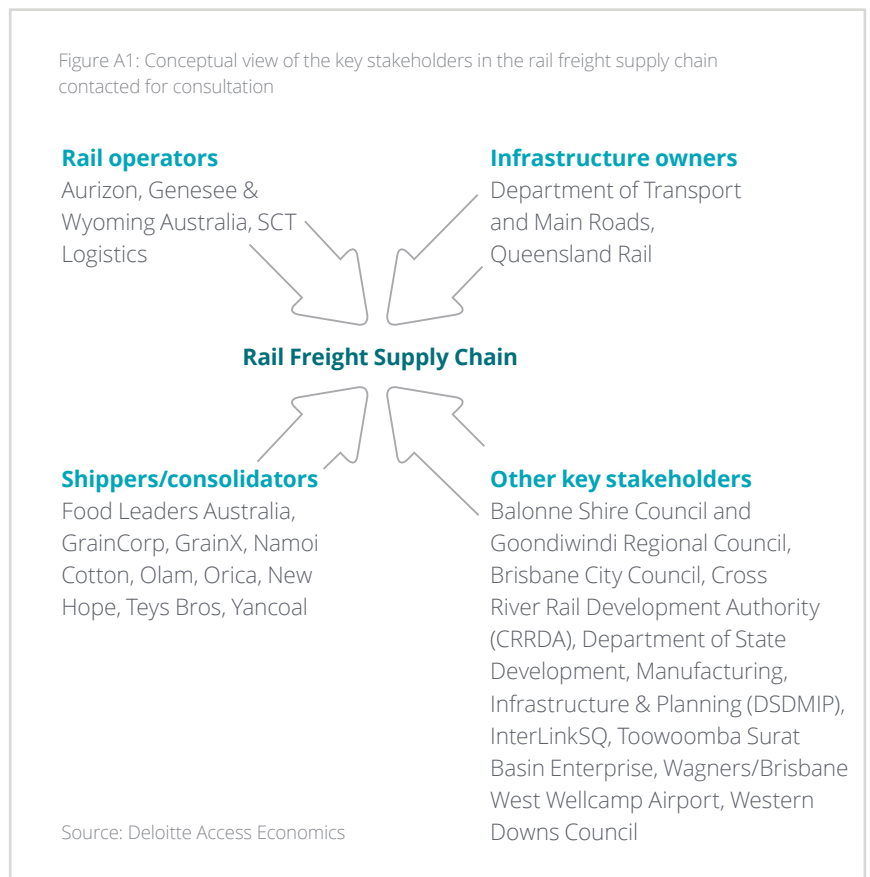 Figure A1: Conceptual view of the key stakeholders in the rail freight supply chain
contacted for consultation
Rail operators
Aurizon, Genesee &
Wyoming Australia, SCT
Logistics
Infrastructure owners
Department of Transport
and Main Roads,
Queensland Rail
Rail Freight Supply Chain
Shippers/consolidators
Food Leaders Australia,
GrainCorp, GrainX, Namoi
Cotton, Olam, Orica, New
Hope, Teys Bros, Yancoal
Other key stakeholders
Balonne Shire Council and
Goondiwindi Regional Council,
Brisbane City Council, Cross
River Rail Development Authority
(CRRDA), Department of State
Development, Manufacturing,
Infrastructure & Planning (DSDMIP),
InterLinkSQ, Toowoomba Surat
Basin Enterprise, Wagners/Brisbane
West Wellcamp Airport, Western
Downs Council
Source: Deloitte Access Economics